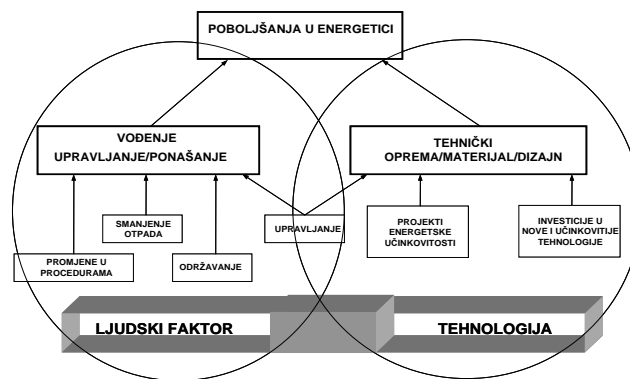 POBOLJŠANJA U ENERGETICI
VOĐENJE
UPRAVLJANJE/PONAŠANJE
TEHNIČKI
OPREMA/MATERIJAL/DIZAJN
SMANJENJE
OTPADA
UPRAVLJANJE
PROJEKTI
ENERGETSKE
UČINKOVITOSTI
INVESTICIJE U
NOVE I UČINKOVITIJE
TEHNOLOGIJE
PROMJENE U
PROCEDURAMA
ODRŽAVANJE
LJUDSKI FAKTOR
TEHNOLOGIJA